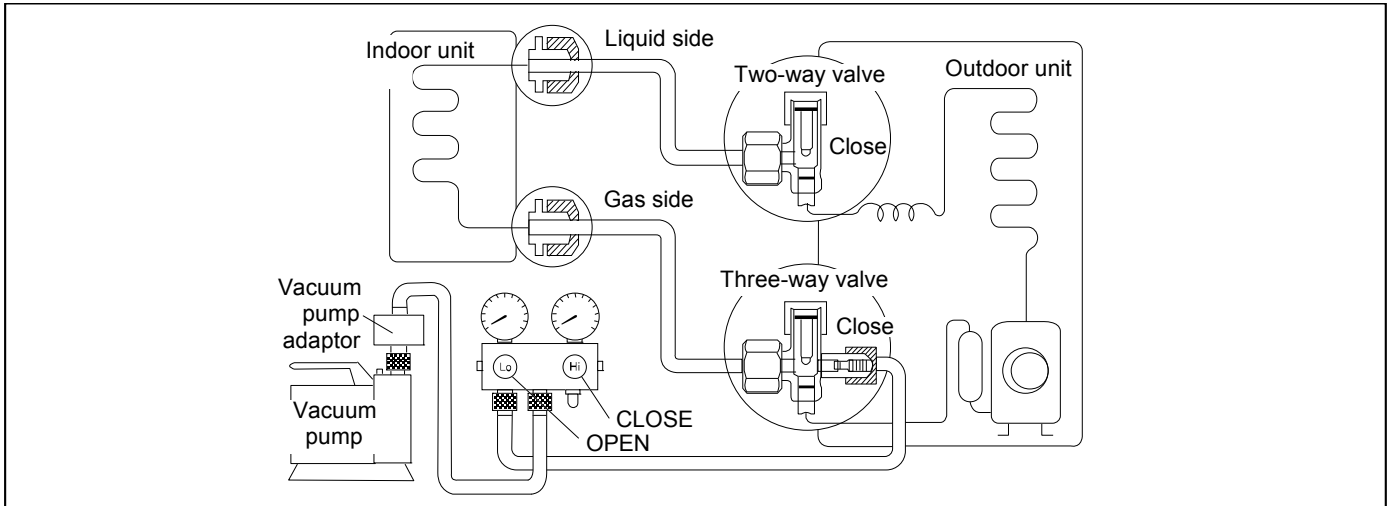 Liquid side
Indoor unit
Two-way valve
Outdoor unit
Close
Gas side
Three-way valve
Vacuum
pump
adaptor
Close
Lo
Hi
Vacuum
pump
CLOSE
OPEN